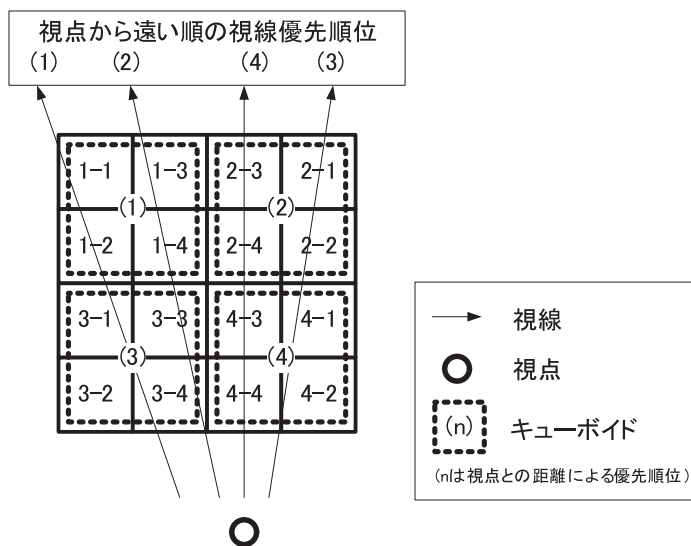 視点から遠い順の視線優先順位
(1) (2) (4) (3)
1-1 1-3 2-3 2-1
(1) (2)
1-2 1-4 2-4 2-2
3-1 3-3 4-3 4-1
(3) (4)
3-2 3-4 4-4 4-2
視線
視点
(n) キューボイド
(nは視点との距離による優先順位)